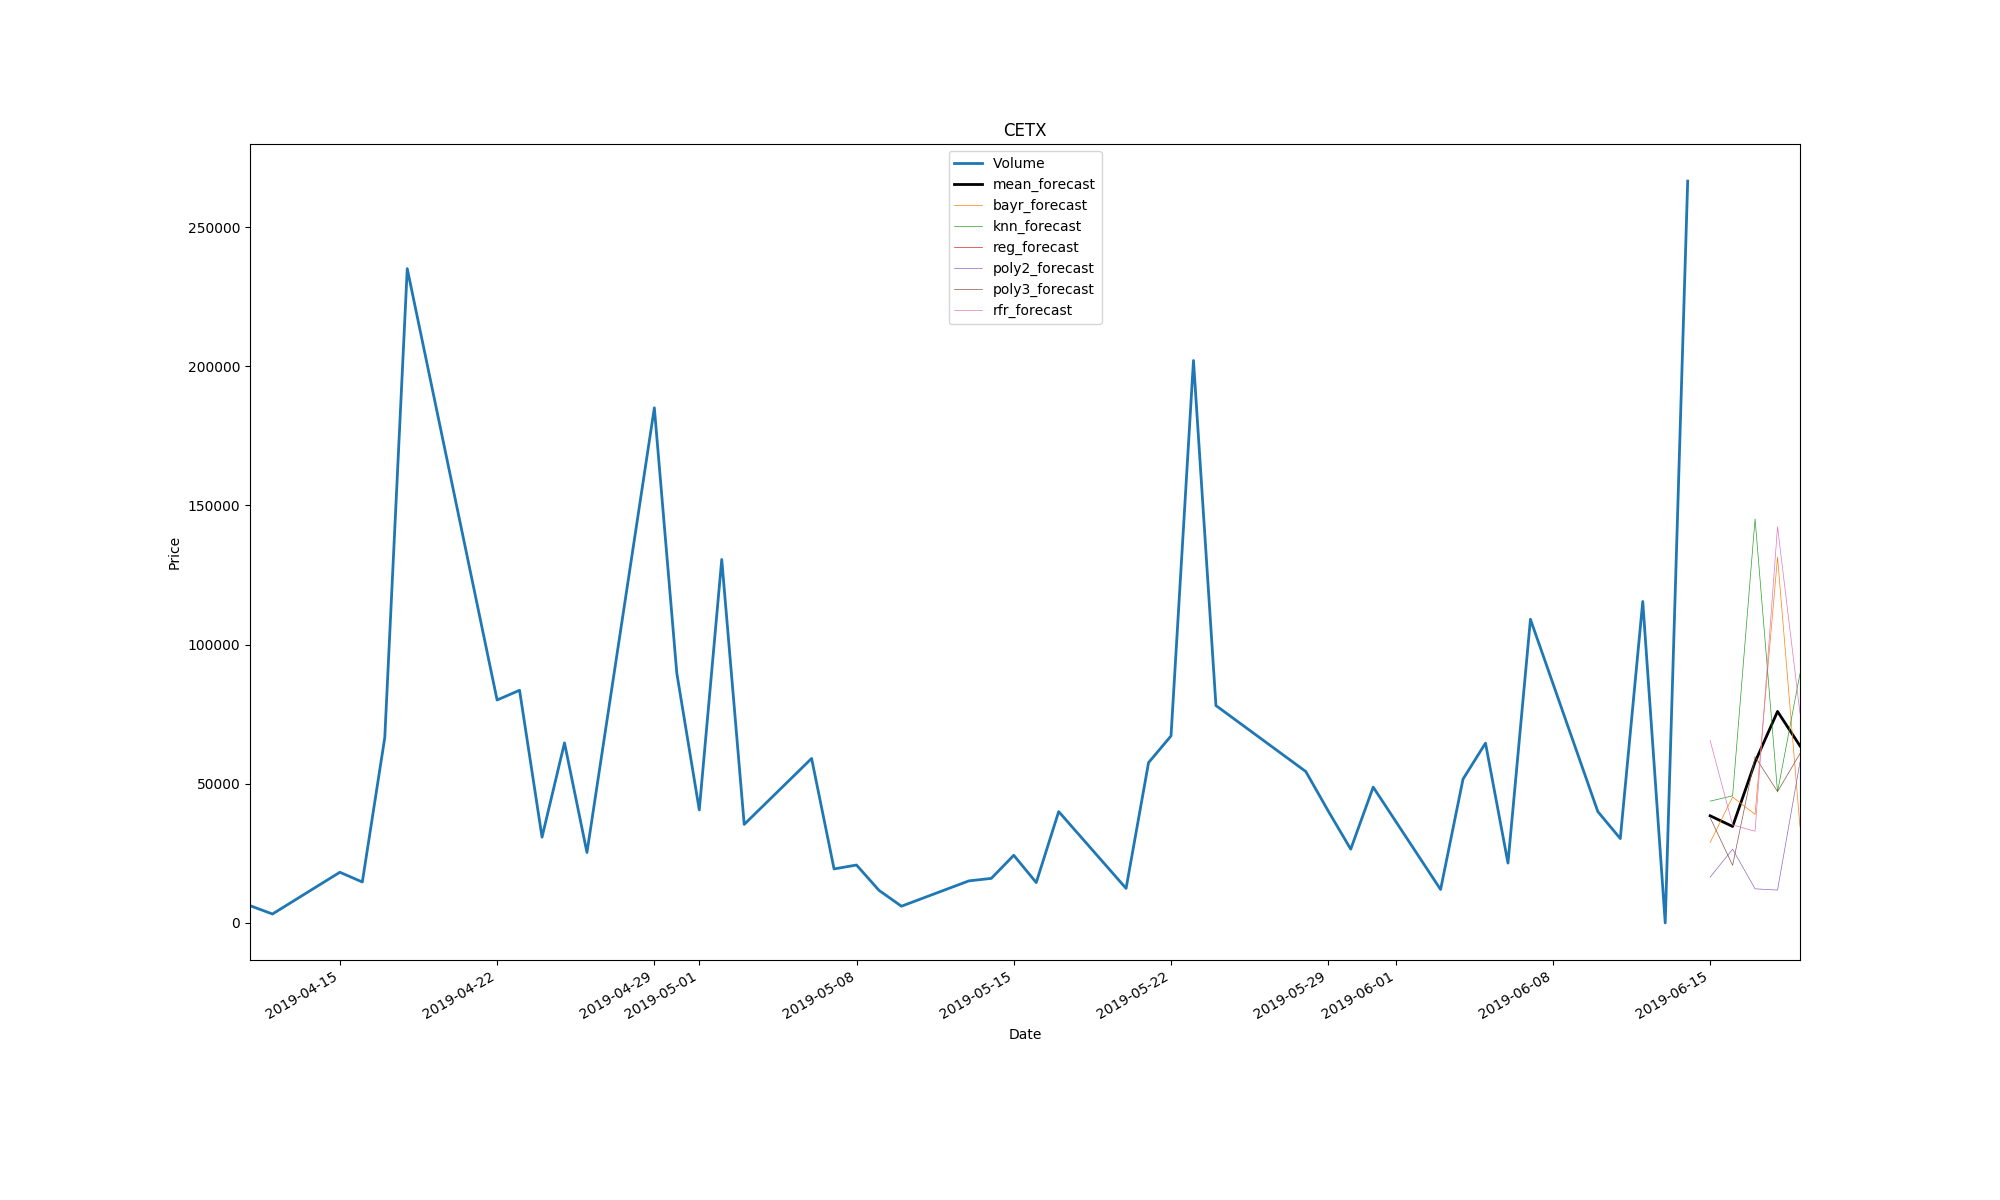 CETX
Volume
mean_forecast
bayr_forecast
knn_forecast
reg_forecast
poly2_forecast
poly3_forecast
rfr_forecast
250000
200000
150000
100000
50000
0
Price
2019-04-15
2019-04-22
2019-04-29
2019-05-01
2019-05-08
2019-05-15
2019-05-22
2019-05-29
2019-06-01
2019-06-08
2019-06-15
Date